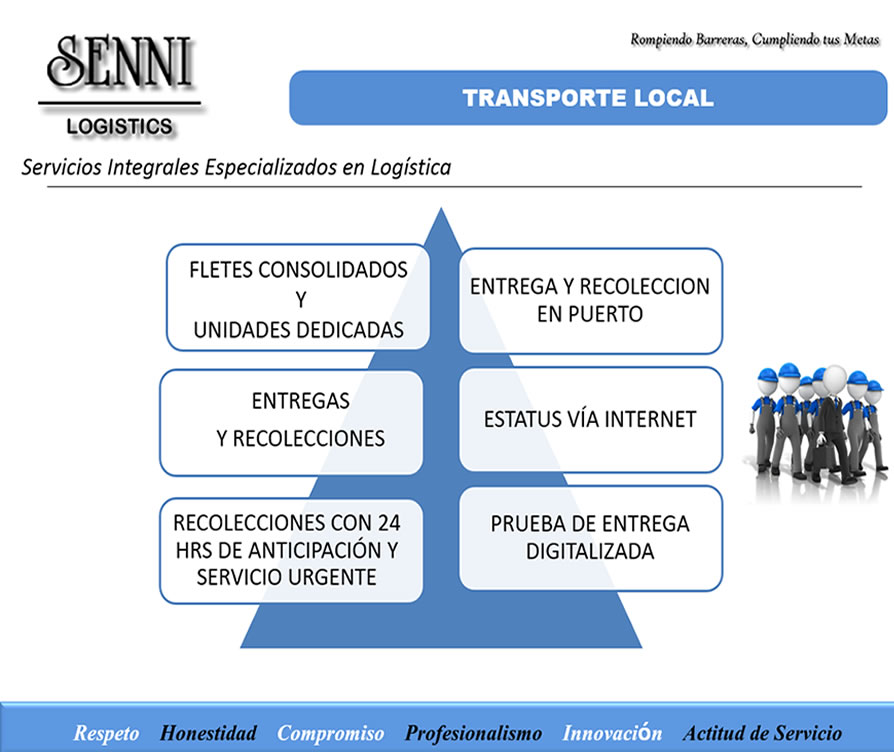 SENNI
LOGISTICS
Rompiendo Barreras, Cumpliendo tus Metas
TRANSPORTE LOCAL
Servicios Integrales Especializados en Logística
FLETES CONSOLIDADOS
Y
UNIDADES DEDICADAS
ENTREGA Y RECOLECCION
EN PUERTO
ENTREGAS
Y RECOLECCIONES
ESTATUS VÍA INTERNET
RECOLECCIONES CON 24
HRS DE ANTICIPACIÓN Y
SERVICIO URGENTE
PRUEBA DE ENTREGA
DIGITALIZADA
Respeto Honestidad Compromiso Profesionalismo Innovación Actitud de Servicio